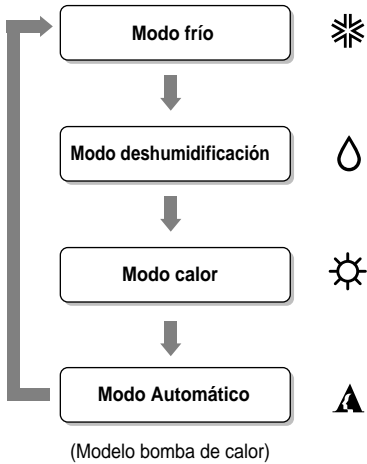 Modo frío
Modo deshumidificación
Modo calor
Modo Automático
(Modelo bomba de calor)